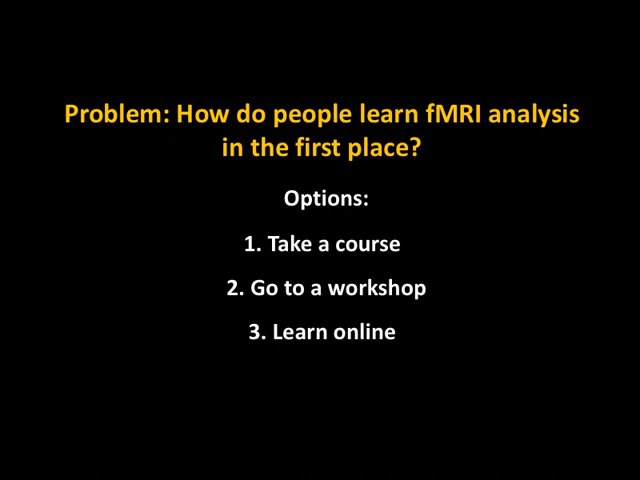 Problem: How do people learn fMRI analysis
in the first place?
Options:
1. Take a course
2. Go to a workshop
3. Learn online